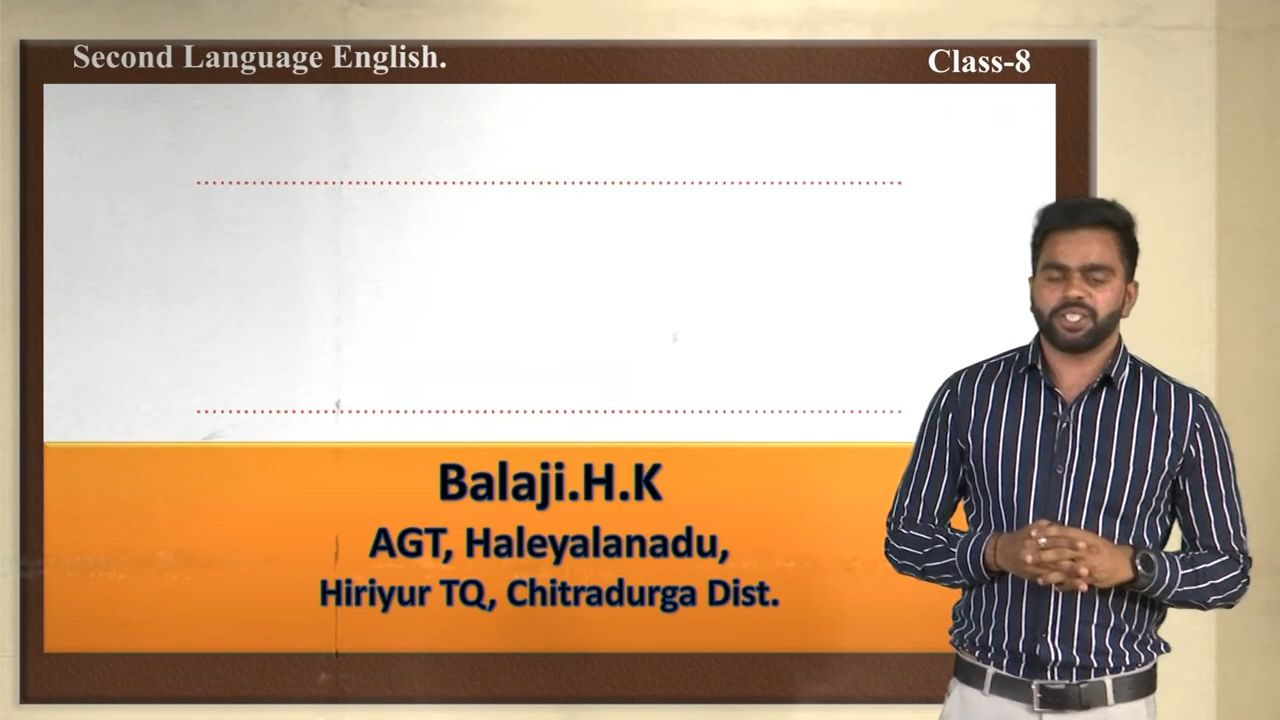 Second Language English.
Class-8
Balaji.H.K
AGT, Haleyalanadu,
Hiriyur TQ, Chitradurga Dist.